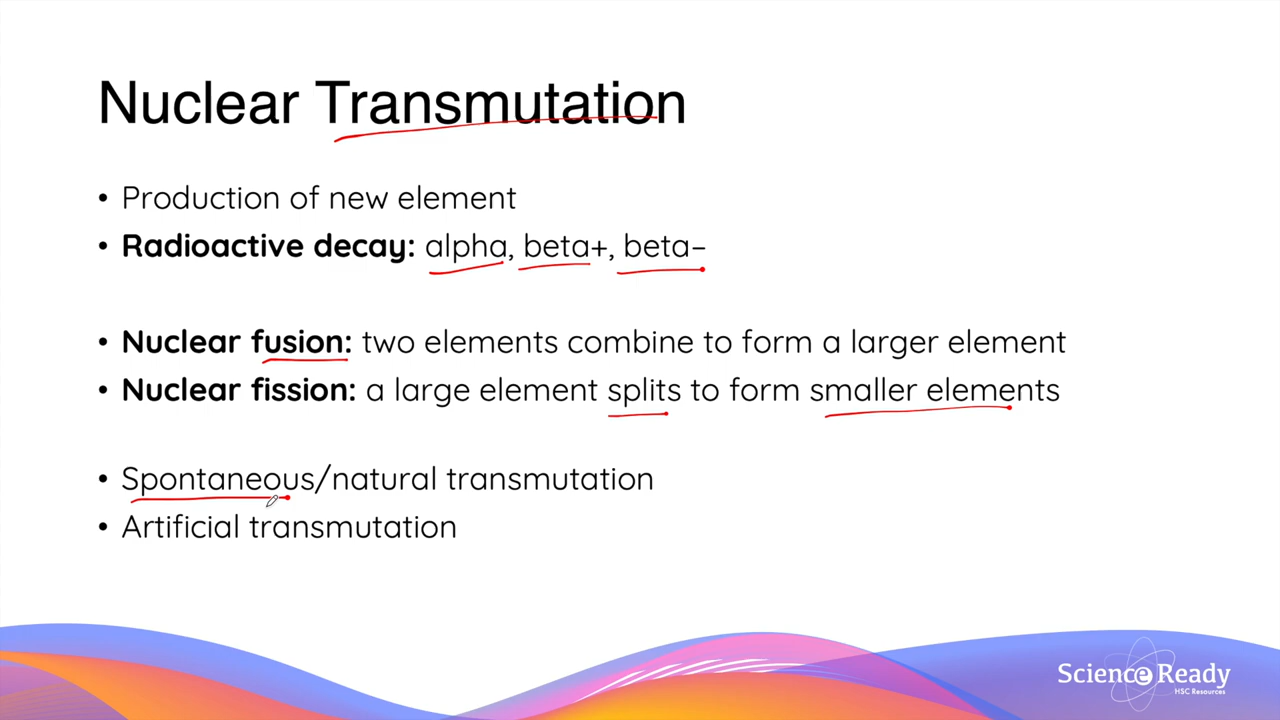 Nuclear Transmutation
• Production of new element
• Radioactive decay: alpha, beta+, beta–
• Nuclear fusion: two elements combine to form a larger element
• Nuclear fission: a large element splits to form smaller elements
• Spontaneous/natural transmutation
• Artificial transmutation
Science Ready
HSC Resources